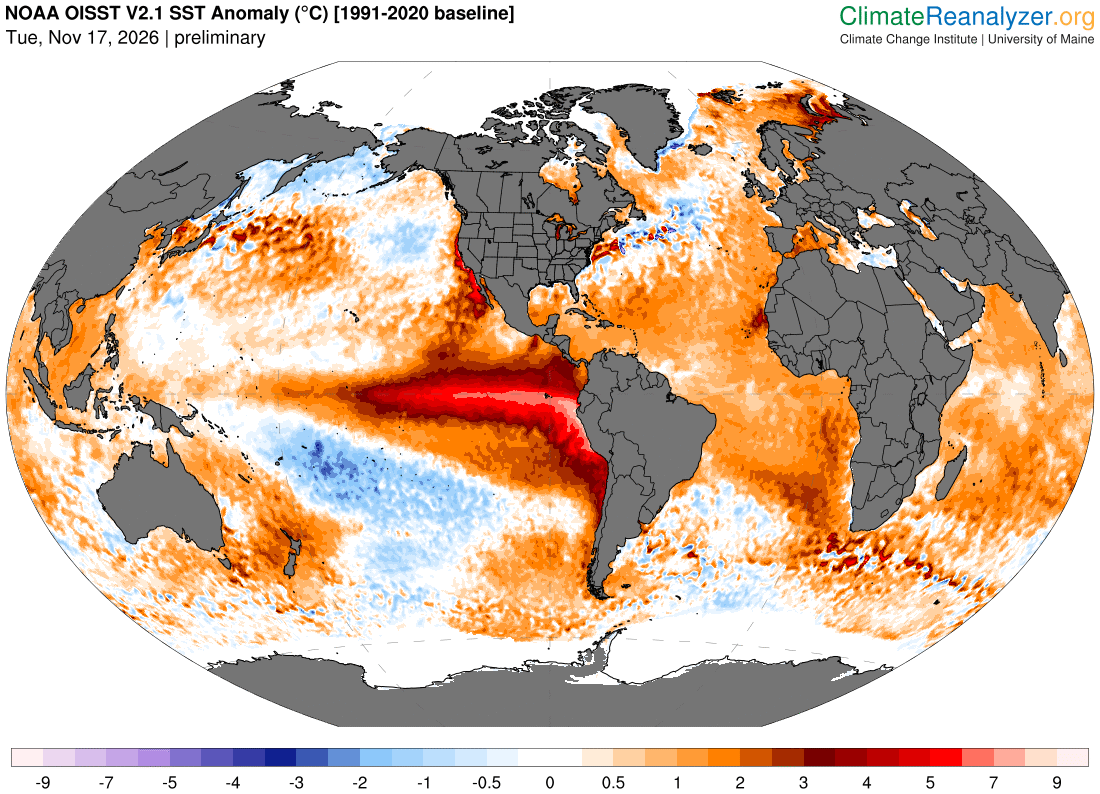 NOAA OISST V2.1 SST Anomaly (°C) [1991-2020 baseline]
Tue, Nov 17, 2026 | preliminary
ClimateReanalyzer.org
Climate Change Institute | University of Maine
-9 -7 -5 -4 -3 -2 -1 -0.5 0 0.5 1 2 3 4 5 7 9